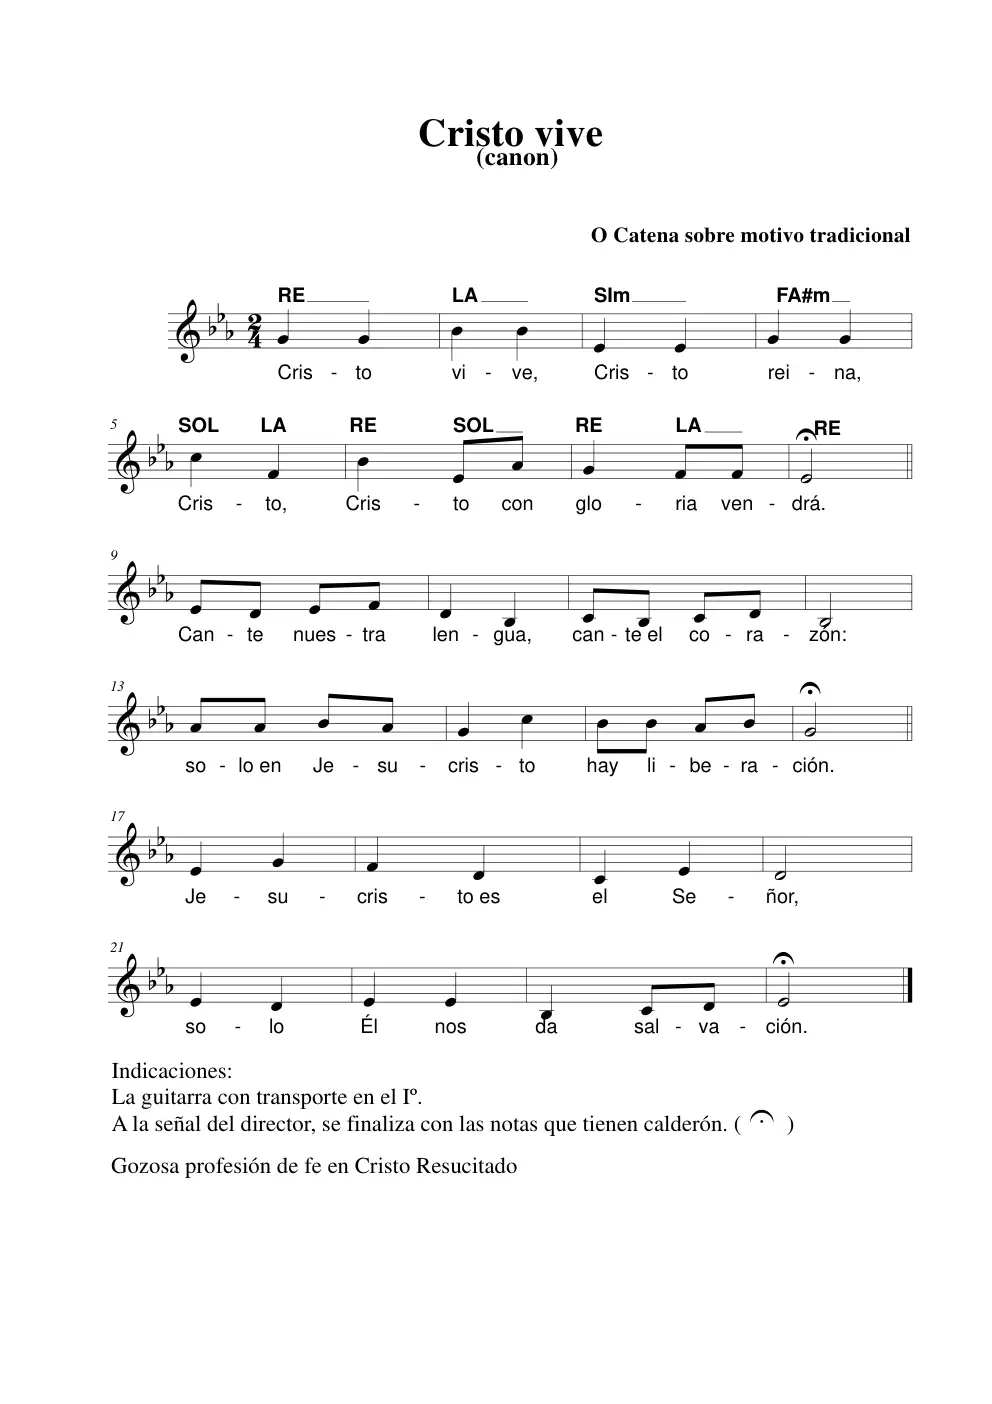 Cristo vive
(canon)
O Catena sobre motivo tradicional
RE LA SIm FA#m
2
4
Cris - to vi - ve, Cris - to rei - na,
5
SOL LA RE SOL RE LA RE
Cris - to, Cris - to con glo - ria ven - drá.
9
Can - te nues - tra len - gua, can - te el co - ra - zón:
13
so - lo en Je - su - cris - to hay li - be - ra - ción.
17
Je - su - cris - to es el Se - ñor,
21
so - lo Él nos da sal - va - ción.
Indicaciones:
La guitarra con transporte en el Iº.
A la señal del director, se finaliza con las notas que tienen calderón. ( )
Gozosa profesión de fe en Cristo Resucitado